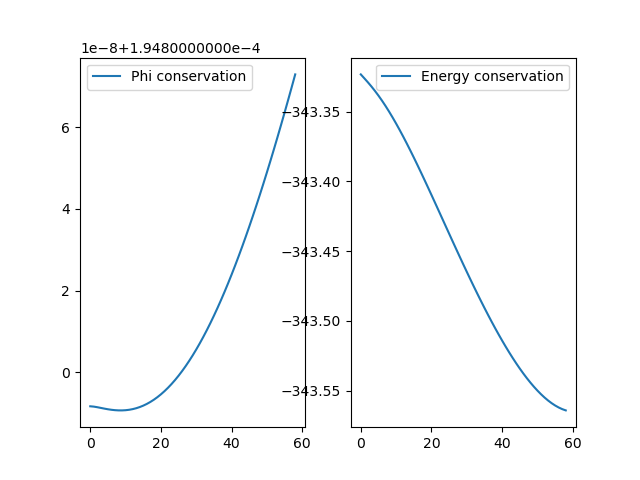 1e-8+1.9480000000e-4
Phi conservation
6
4
2
0
0 20 40 60
Energy conservation
−343.35
−343.40
−343.45
−343.50
−343.55
0 20 40 60